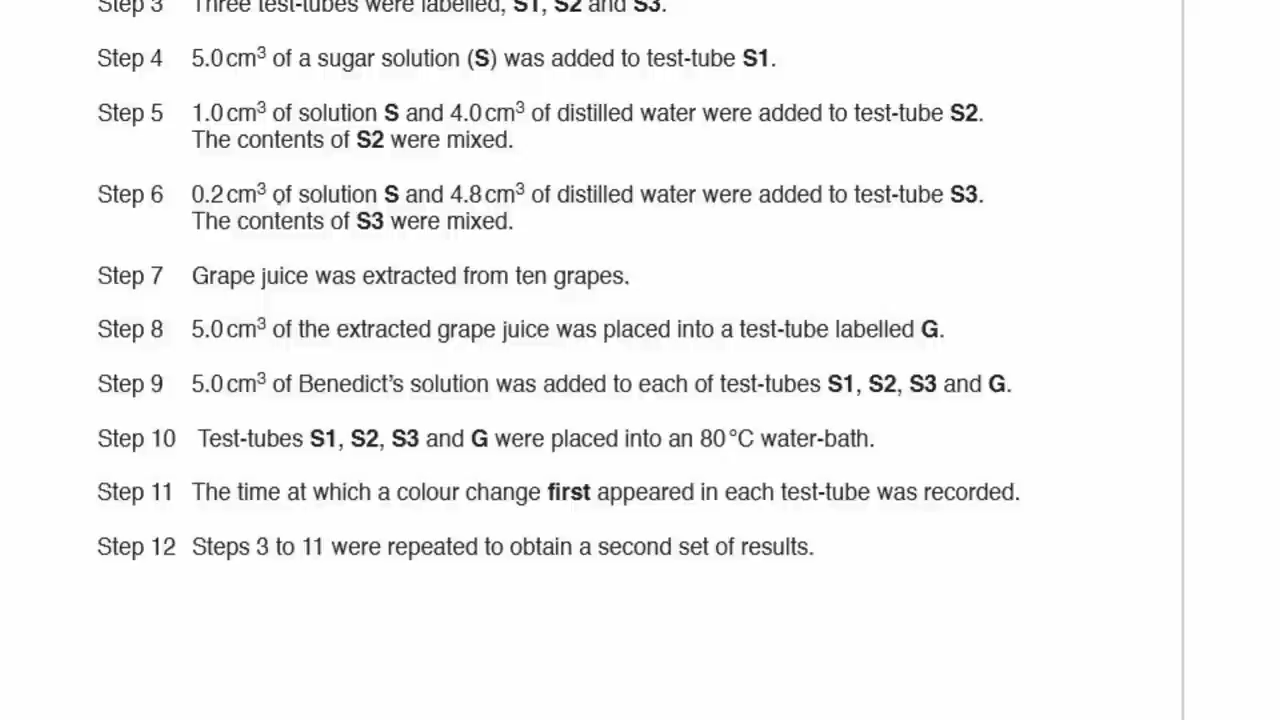 Step 3 Three test-tubes were labelled, S1, S2 and S3.
Step 4 5.0 cm³ of a sugar solution (S) was added to test-tube S1.
Step 5 1.0 cm³ of solution S and 4.0 cm³ of distilled water were added to test-tube S2.
The contents of S2 were mixed.
Step 6 0.2 cm³ of solution S and 4.8 cm³ of distilled water were added to test-tube S3.
The contents of S3 were mixed.
Step 7 Grape juice was extracted from ten grapes.
Step 8 5.0 cm³ of the extracted grape juice was placed into a test-tube labelled G.
Step 9 5.0 cm³ of Benedict's solution was added to each of test-tubes S1, S2, S3 and G.
Step 10 Test-tubes S1, S2, S3 and G were placed into an 80 °C water-bath.
Step 11 The time at which a colour change first appeared in each test-tube was recorded.
Step 12 Steps 3 to 11 were repeated to obtain a second set of results.